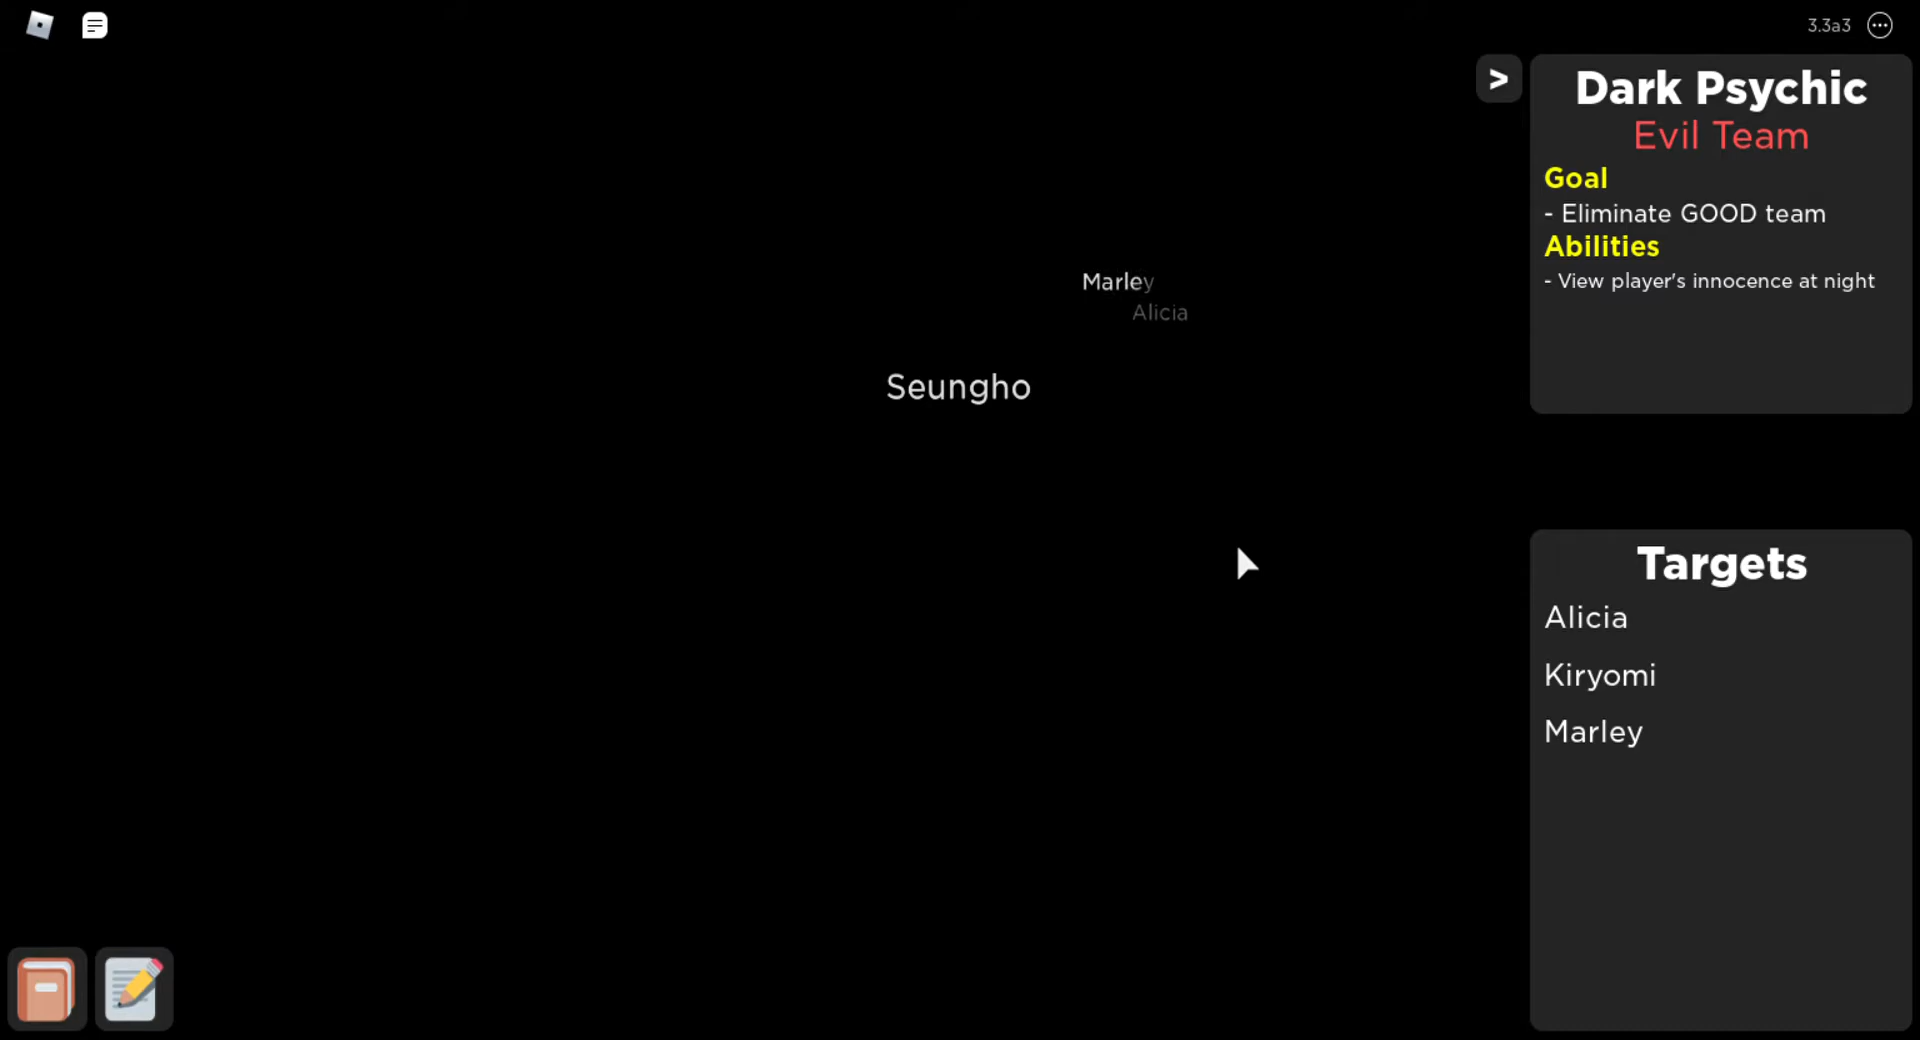 3.3a3
>
Dark Psychic
Evil Team
Goal
- Eliminate GOOD team
Abilities
- View player's innocence at night
Marley
Alicia
Seungho
Targets
Alicia
Kiryomi
Marley